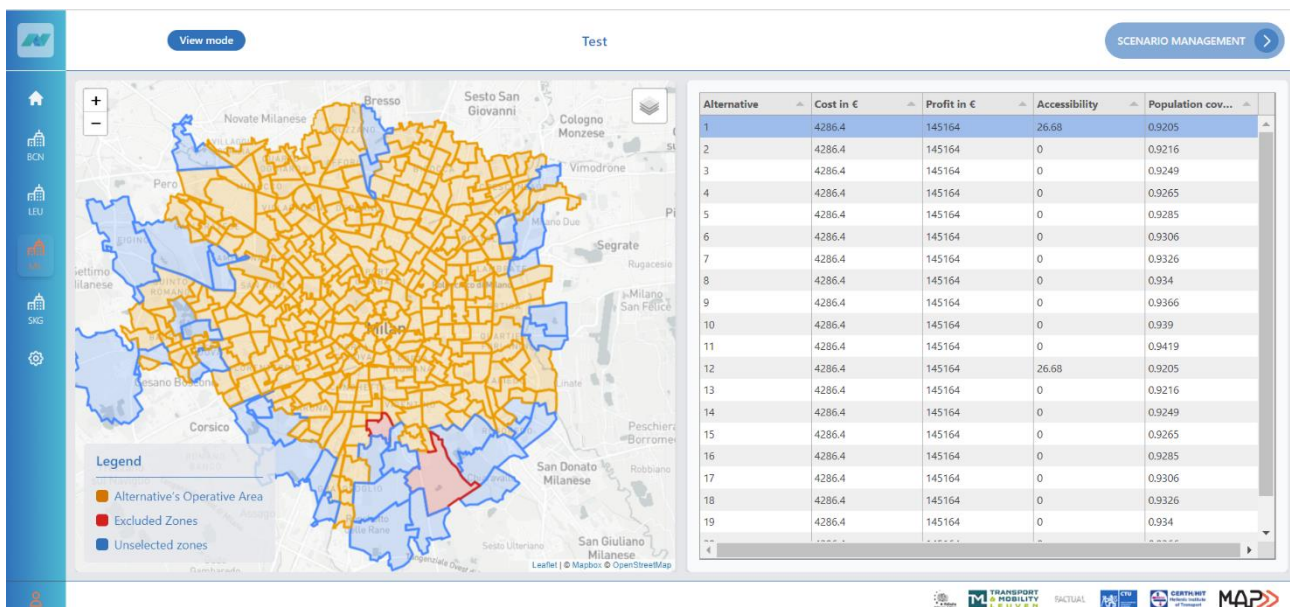 View mode
Test
SCENARIO MANAGEMENT
BCN
LEU
SKG
+
−
Bresso
Sesto San
Giovanni
Novate Milanese
Cologno
Monzese
Vimodrone
Pero
Segrate
Rugacesio
Milano
San Felice
Settimo
Milanese
Milan
Linate
Cesano Boscone
Corsico
Peschiera
Borromeo
San Donato
Milanese
Robbiano
Sesto Ulteriano
San Giuliano
Milanese
Legend
Alternative's Operative Area
Excluded Zones
Unselected zones
Leaflet | © Mapbox © OpenStreetMap
Alternative Cost in € Profit in € Accessibility Population cov...
1 4286.4 145164 26.68 0.9205
2 4286.4 145164 0 0.9216
3 4286.4 145164 0 0.9249
4 4286.4 145164 0 0.9265
5 4286.4 145164 0 0.9285
6 4286.4 145164 0 0.9306
7 4286.4 145164 0 0.9326
8 4286.4 145164 0 0.934
9 4286.4 145164 0 0.9366
10 4286.4 145164 0 0.939
11 4286.4 145164 0 0.9419
12 4286.4 145164 26.68 0.9205
13 4286.4 145164 0 0.9216
14 4286.4 145164 0 0.9249
15 4286.4 145164 0 0.9265
16 4286.4 145164 0 0.9285
17 4286.4 145164 0 0.9306
18 4286.4 145164 0 0.9326
19 4286.4 145164 0 0.934
TRANSPORT
& MOBILITY
LEUVEN
FACTUAL
CTU
CERTH/HIT
Hellenic Institute
of Transport
MAP